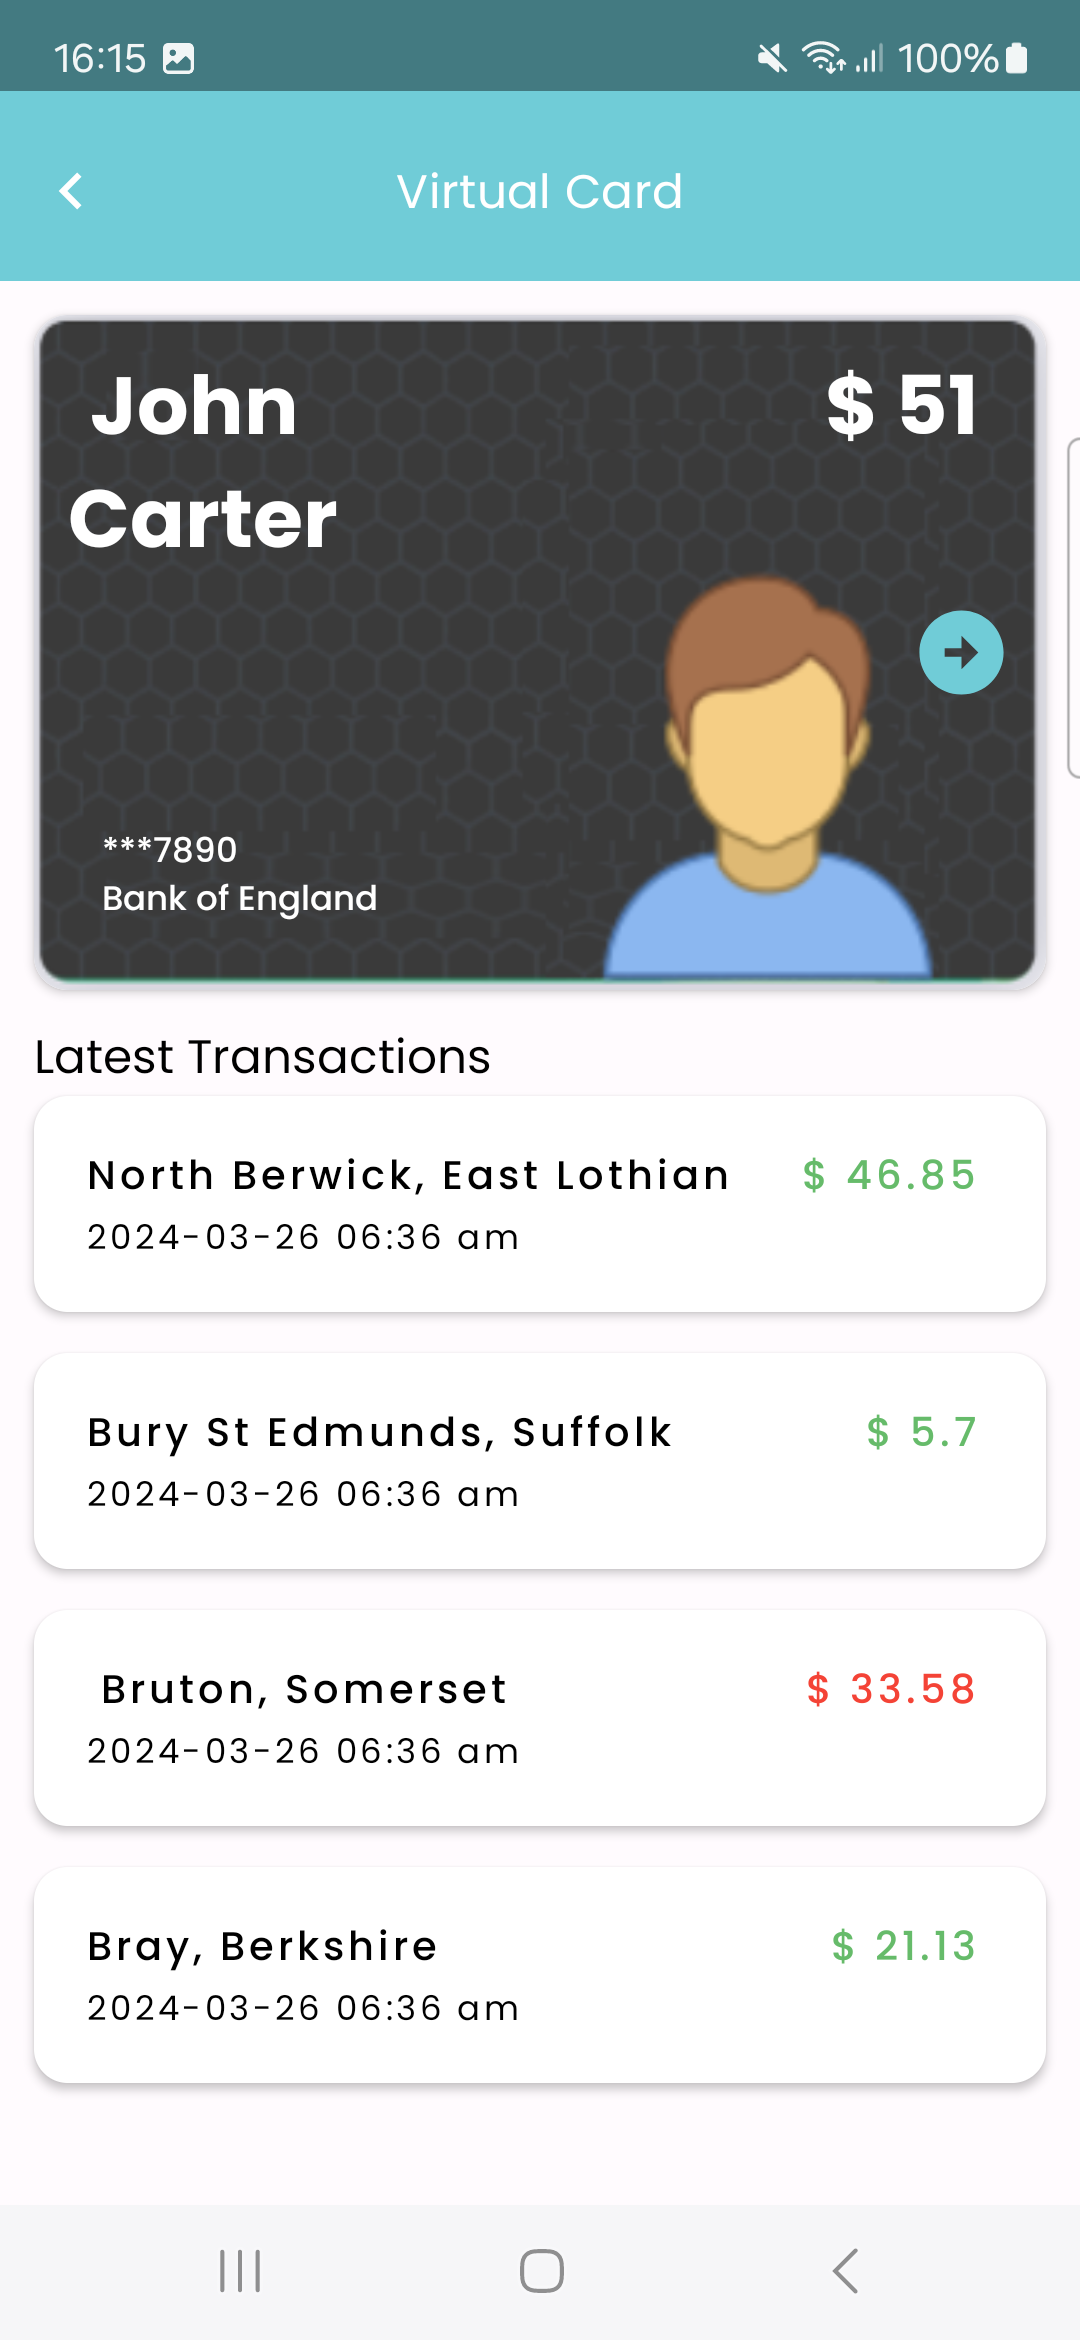 16:15 100%
Virtual Card
John $ 51
Carter
***7890
Bank of England
Latest Transactions
North Berwick, East Lothian $ 46.85
2024-03-26 06:36 am
Bury St Edmunds, Suffolk $ 5.7
2024-03-26 06:36 am
Bruton, Somerset $ 33.58
2024-03-26 06:36 am
Bray, Berkshire $ 21.13
2024-03-26 06:36 am